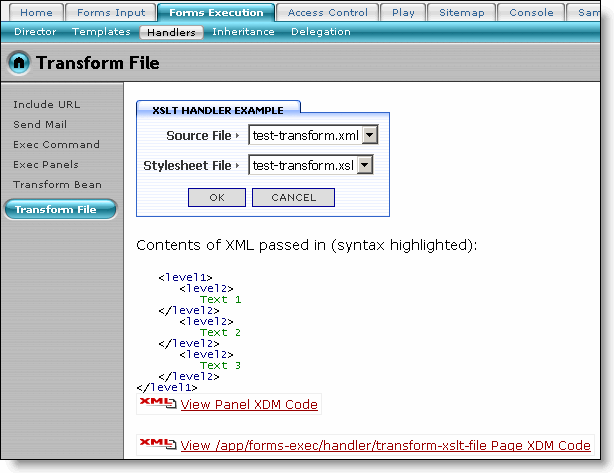 Home Forms Input Forms Execution Access Control Play Sitemap Console
Director Templates Handlers Inheritance Delegation
Transform File
Include URL
Send Mail
Exec Command
Exec Panels
Transform Bean
Transform File
XSLT HANDLER EXAMPLE
Source File test-transform.xml
Stylesheet File test-transform.xsl
OK CANCEL
Contents of XML passed in (syntax highlighted):
<level1>
<level2>
Text 1
</level2>
<level2>
Text 2
</level2>
<level2>
Text 3
</level2>
</level1>
XML View Panel XDM Code
XML View /app/forms-exec/handler/transform-xslt-file Page XDM Code